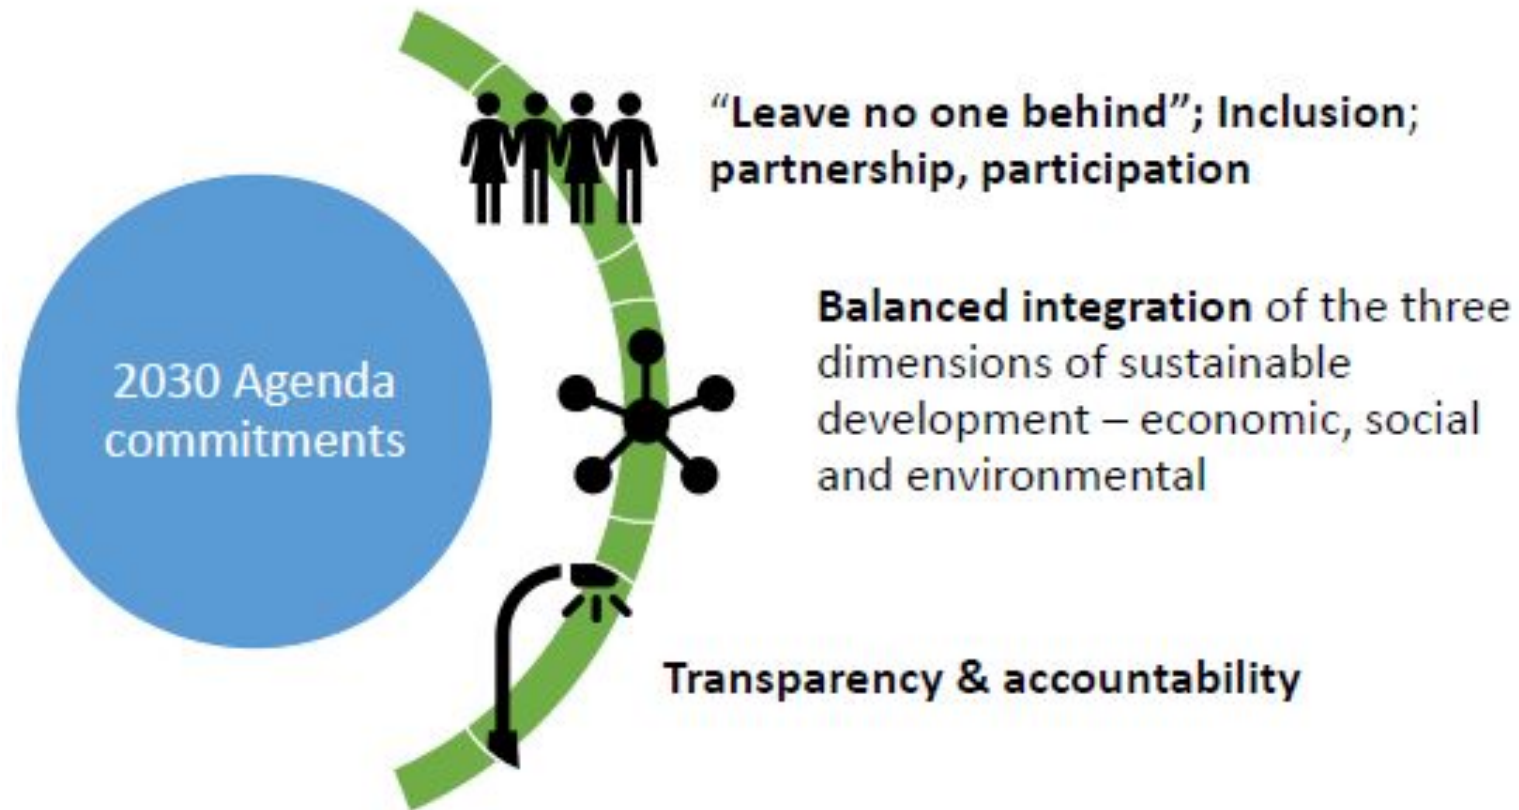 2030 Agenda
commitments
“Leave no one behind”; Inclusion;
partnership, participation
Balanced integration of the three
dimensions of sustainable
development – economic, social
and environmental
Transparency & accountability